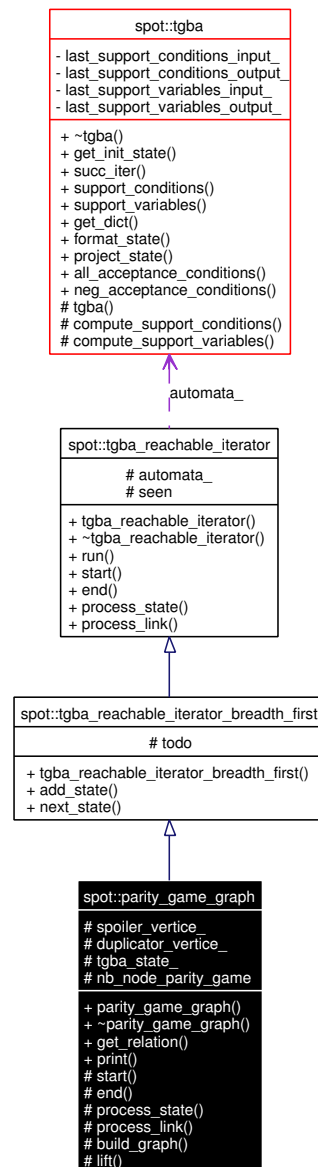 spot::tgba
- last_support_conditions_input_
- last_support_conditions_output_
- last_support_variables_input_
- last_support_variables_output_
+ ~tgba()
+ get_init_state()
+ succ_iter()
+ support_conditions()
+ support_variables()
+ get_dict()
+ format_state()
+ project_state()
+ all_acceptance_conditions()
+ neg_acceptance_conditions()
# tgba()
# compute_support_conditions()
# compute_support_variables()
automata_
spot::tgba_reachable_iterator
# automata_
# seen
+ tgba_reachable_iterator()
+ ~tgba_reachable_iterator()
+ run()
+ start()
+ end()
+ process_state()
+ process_link()
spot::tgba_reachable_iterator_breadth_first
# todo
+ tgba_reachable_iterator_breadth_first()
+ add_state()
+ next_state()
spot::parity_game_graph
# spoiler_vertice_
# duplicator_vertice_
# tgba_state_
# nb_node_parity_game
+ parity_game_graph()
+ ~parity_game_graph()
+ get_relation()
+ print()
# start()
# end()
# process_state()
# process_link()
# build_graph()
# lift()